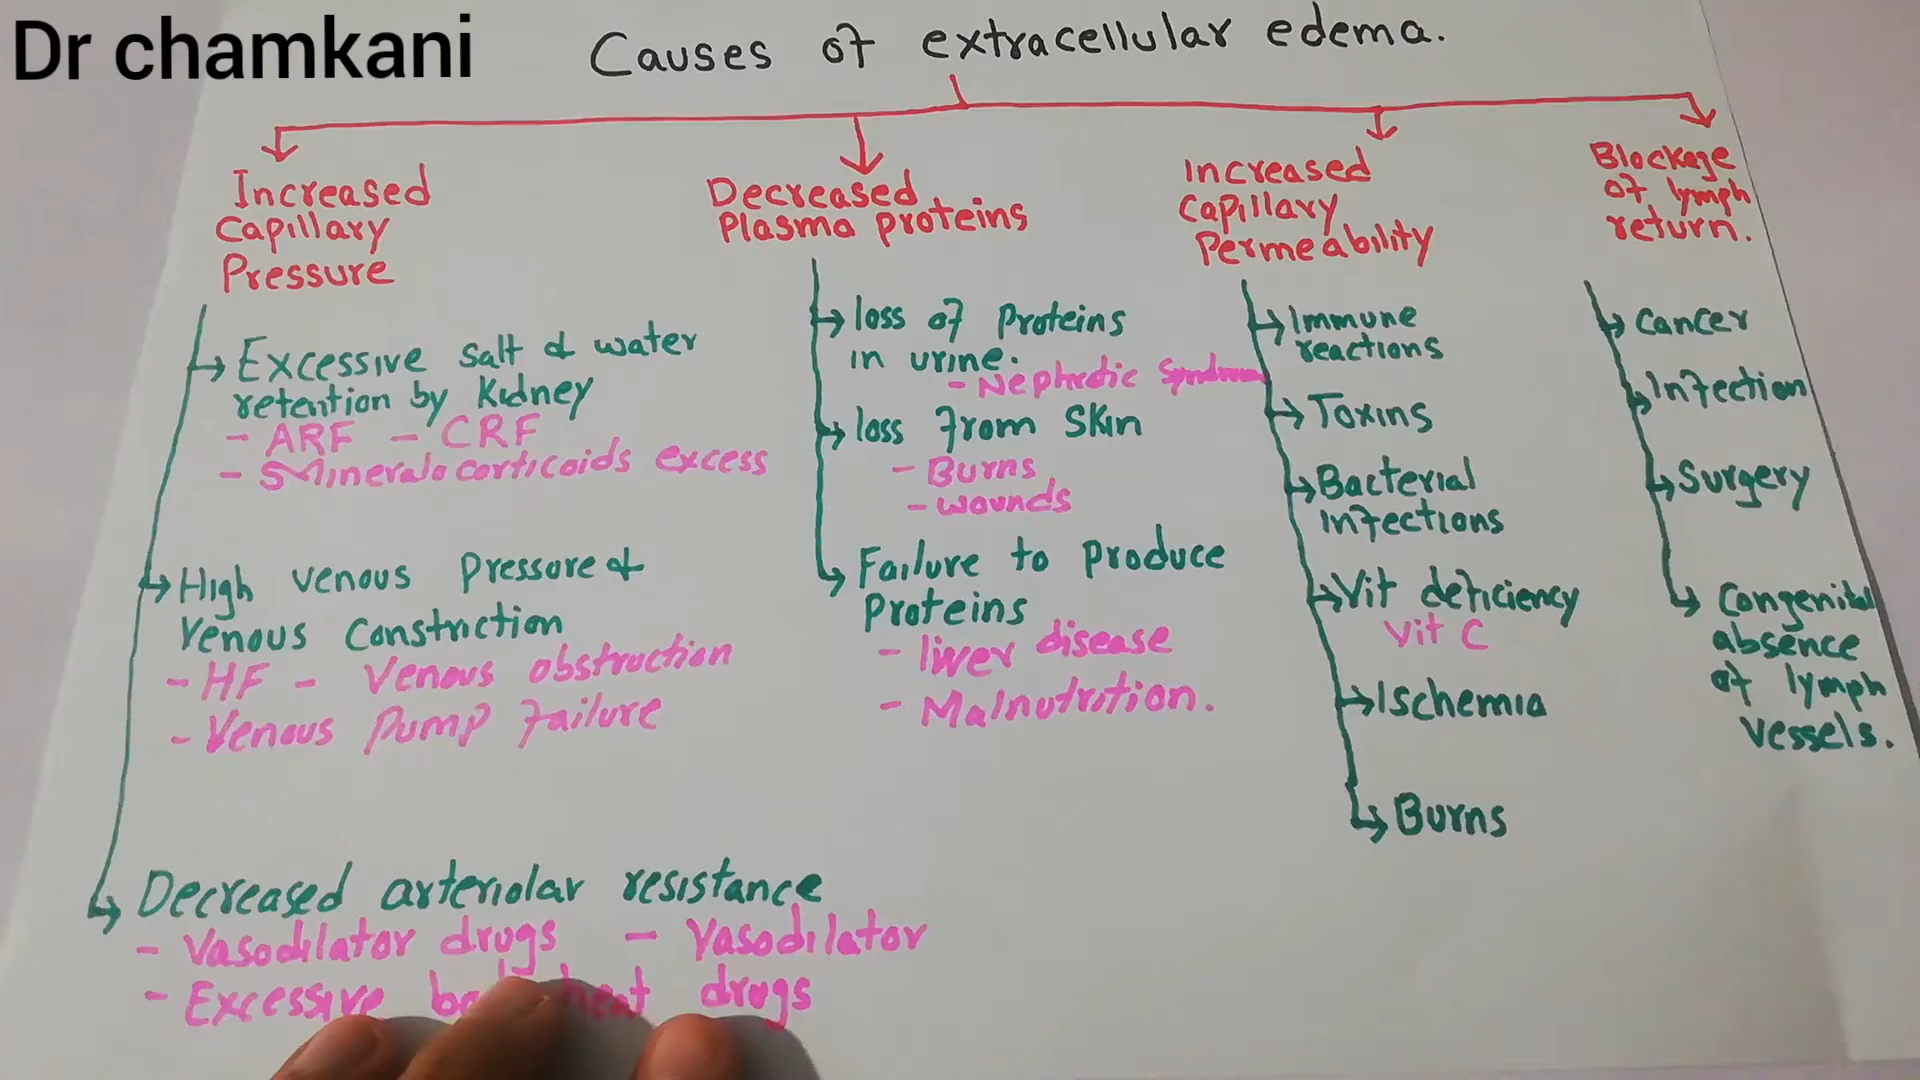 Dr chamkani
Causes of extracellular edema.
Increased
Capillary
Pressure
Excessive salt & water
retention by Kidney
- ARF - CRF
- Mineralocorticoids excess
High venous Pressure &
Venous Constriction
- HF - Venous obstruction
- Venous Pump failure
Decreased arteriolar resistance
- Vasodilator drugs - Vasodilator
- Excessive heat drugs
Decreased
Plasma proteins
loss of Proteins
in urine.
- Nephrotic Syndrome
loss from Skin
- Burns
- wounds
Failure to produce
Proteins
- liver disease
- Malnutrition.
Increased
Capillary
Permeability
Immune
reactions
Toxins
Bacterial
infections
Vit deficiency
Vit C
Ischemia
Burns
Blockage
of lymph
return.
Cancer
Infection
Surgery
Congenital
absence
of lymph
vessels.